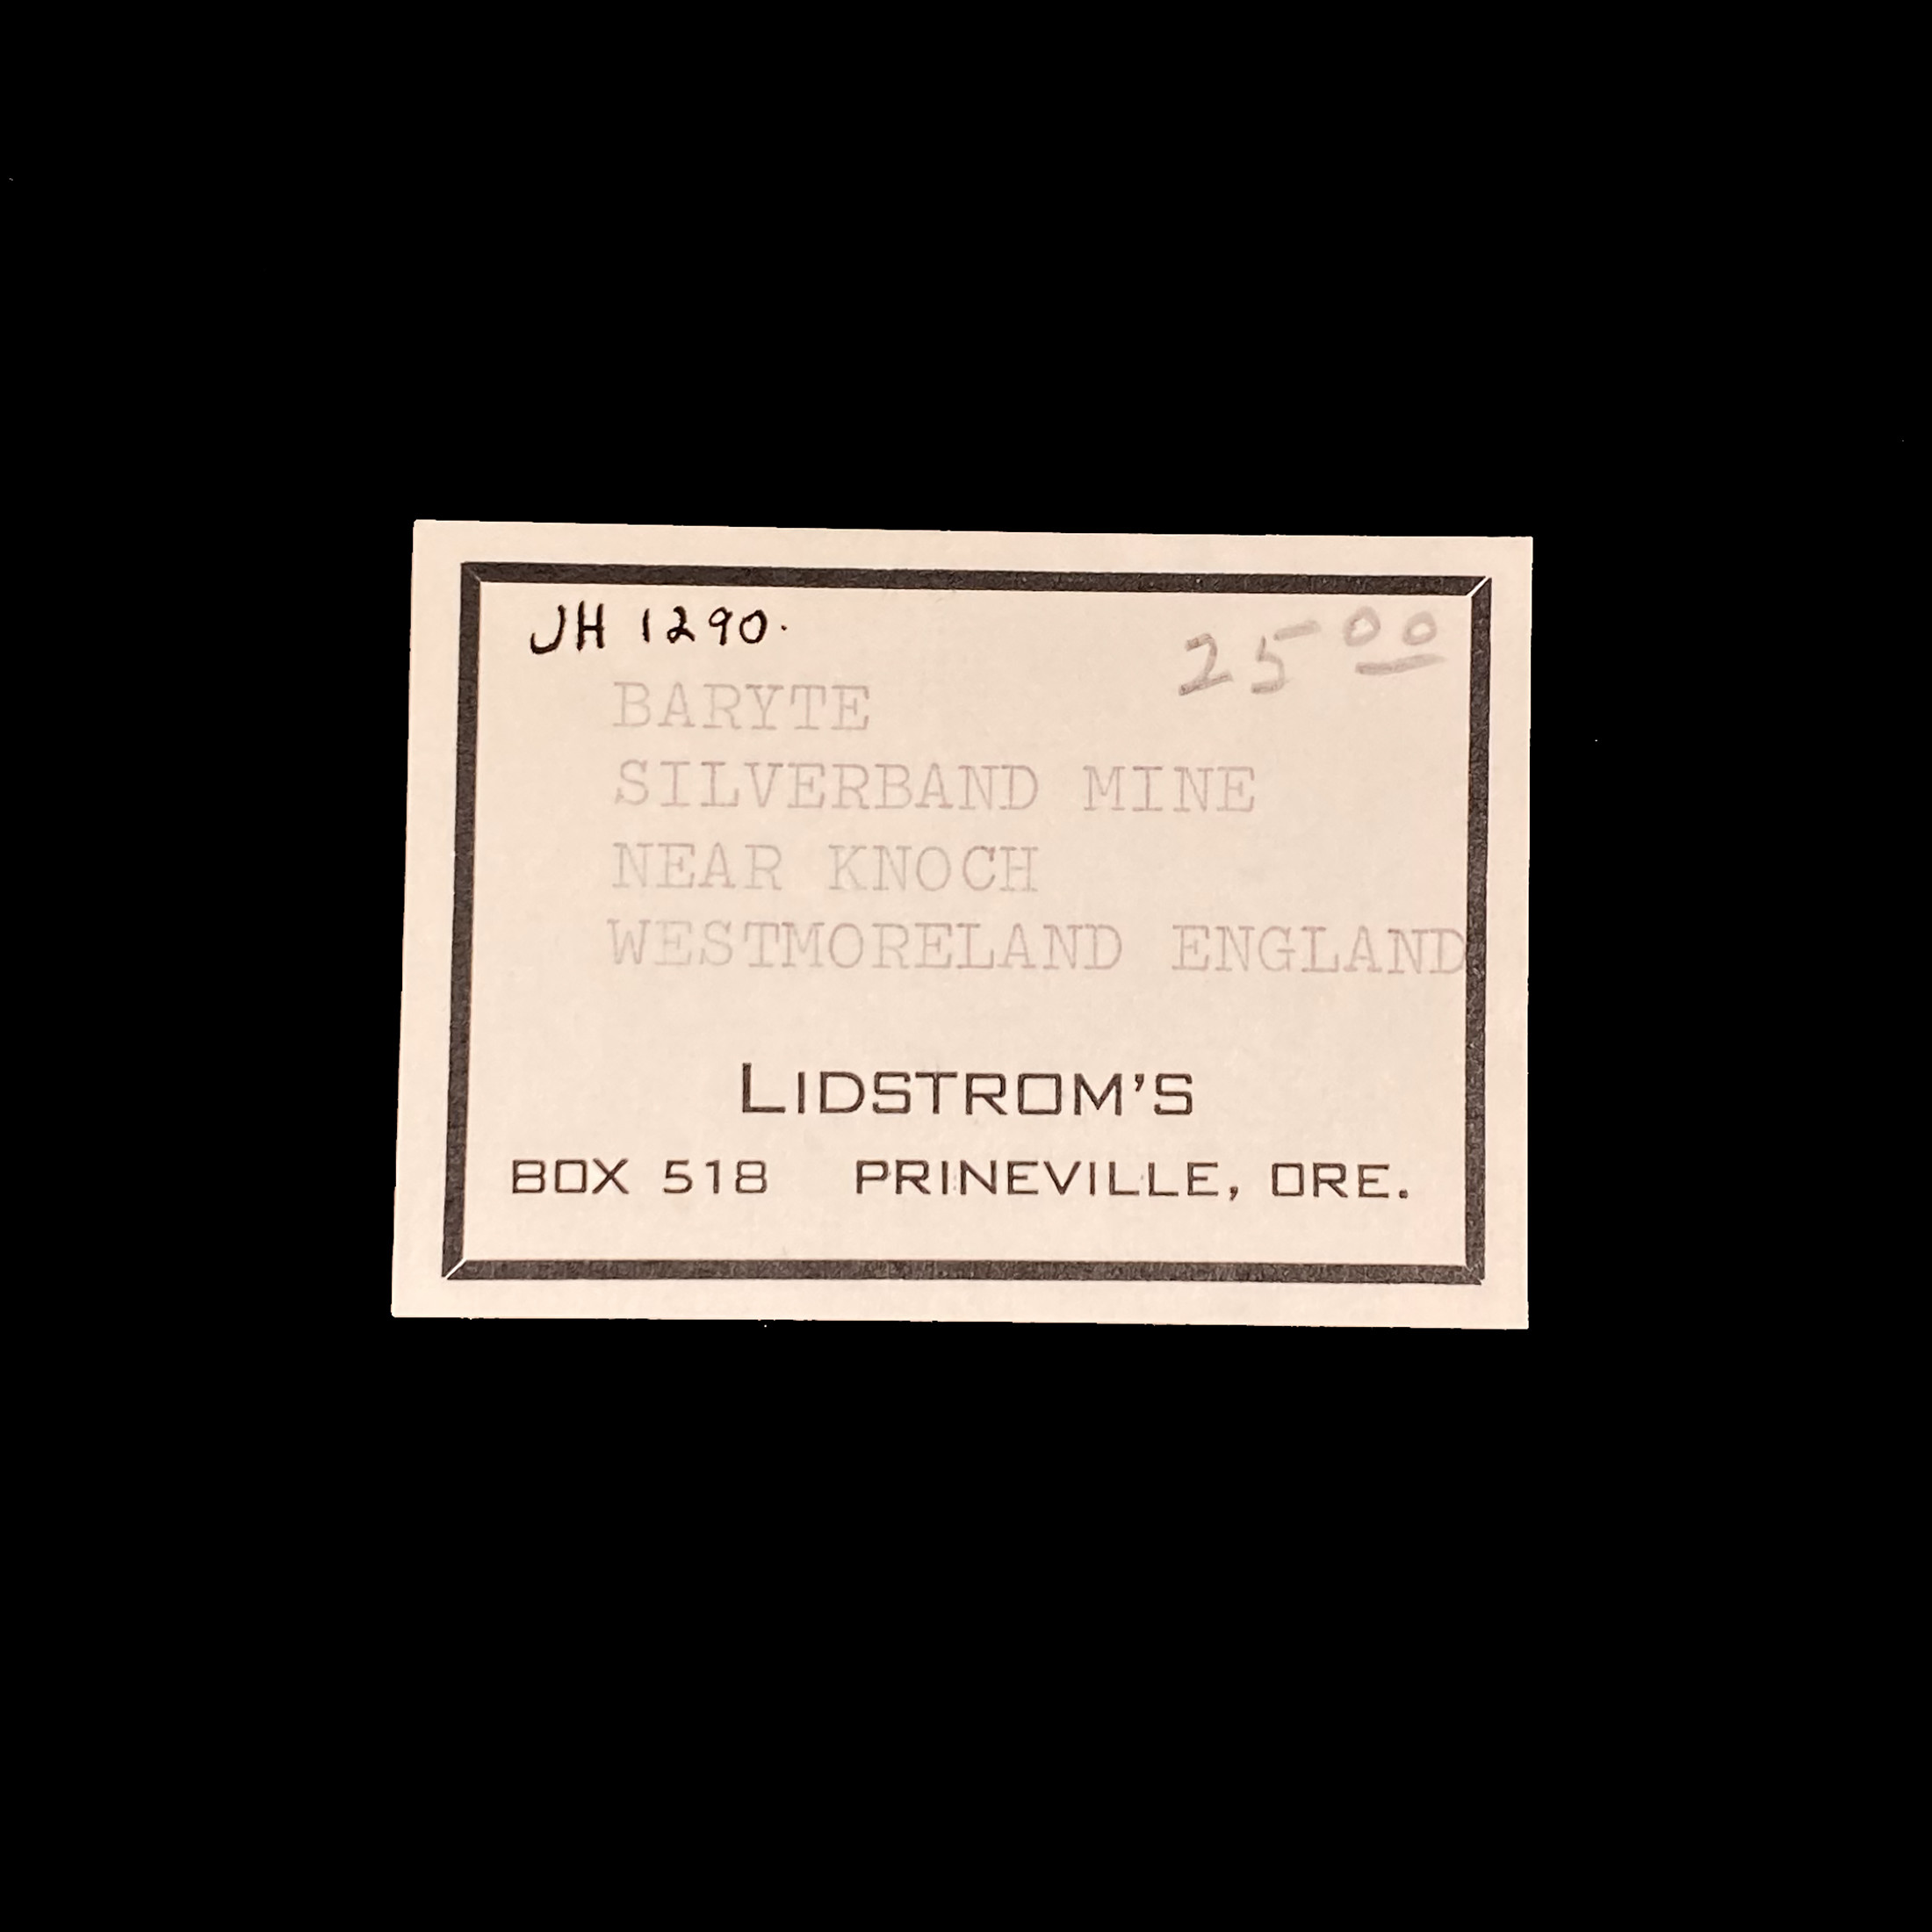 JH 1290.
25 00
BARYTE
SILVERBAND MINE
NEAR KNOCH
WESTMORELAND ENGLAND
LIDSTROM'S
BOX 518 PRINEVILLE, ORE.